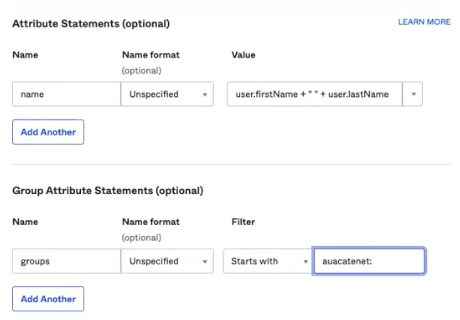 Attribute Statements (optional)
LEARN MORE
Name Name format Value
(optional)
name Unspecified user.firstName + " " + user.lastName
Add Another
Group Attribute Statements (optional)
Name Name format Filter
(optional)
groups Unspecified Starts with auacatenet:
Add Another